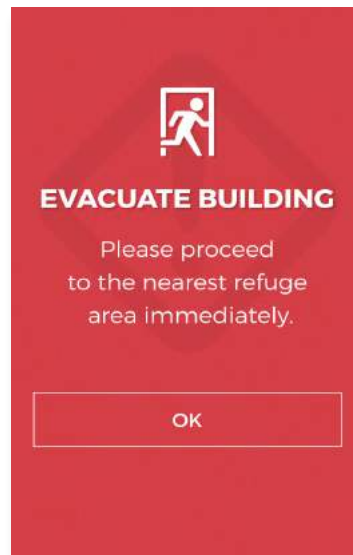 EVACUATE BUILDING
Please proceed
to the nearest refuge
area immediately.
OK